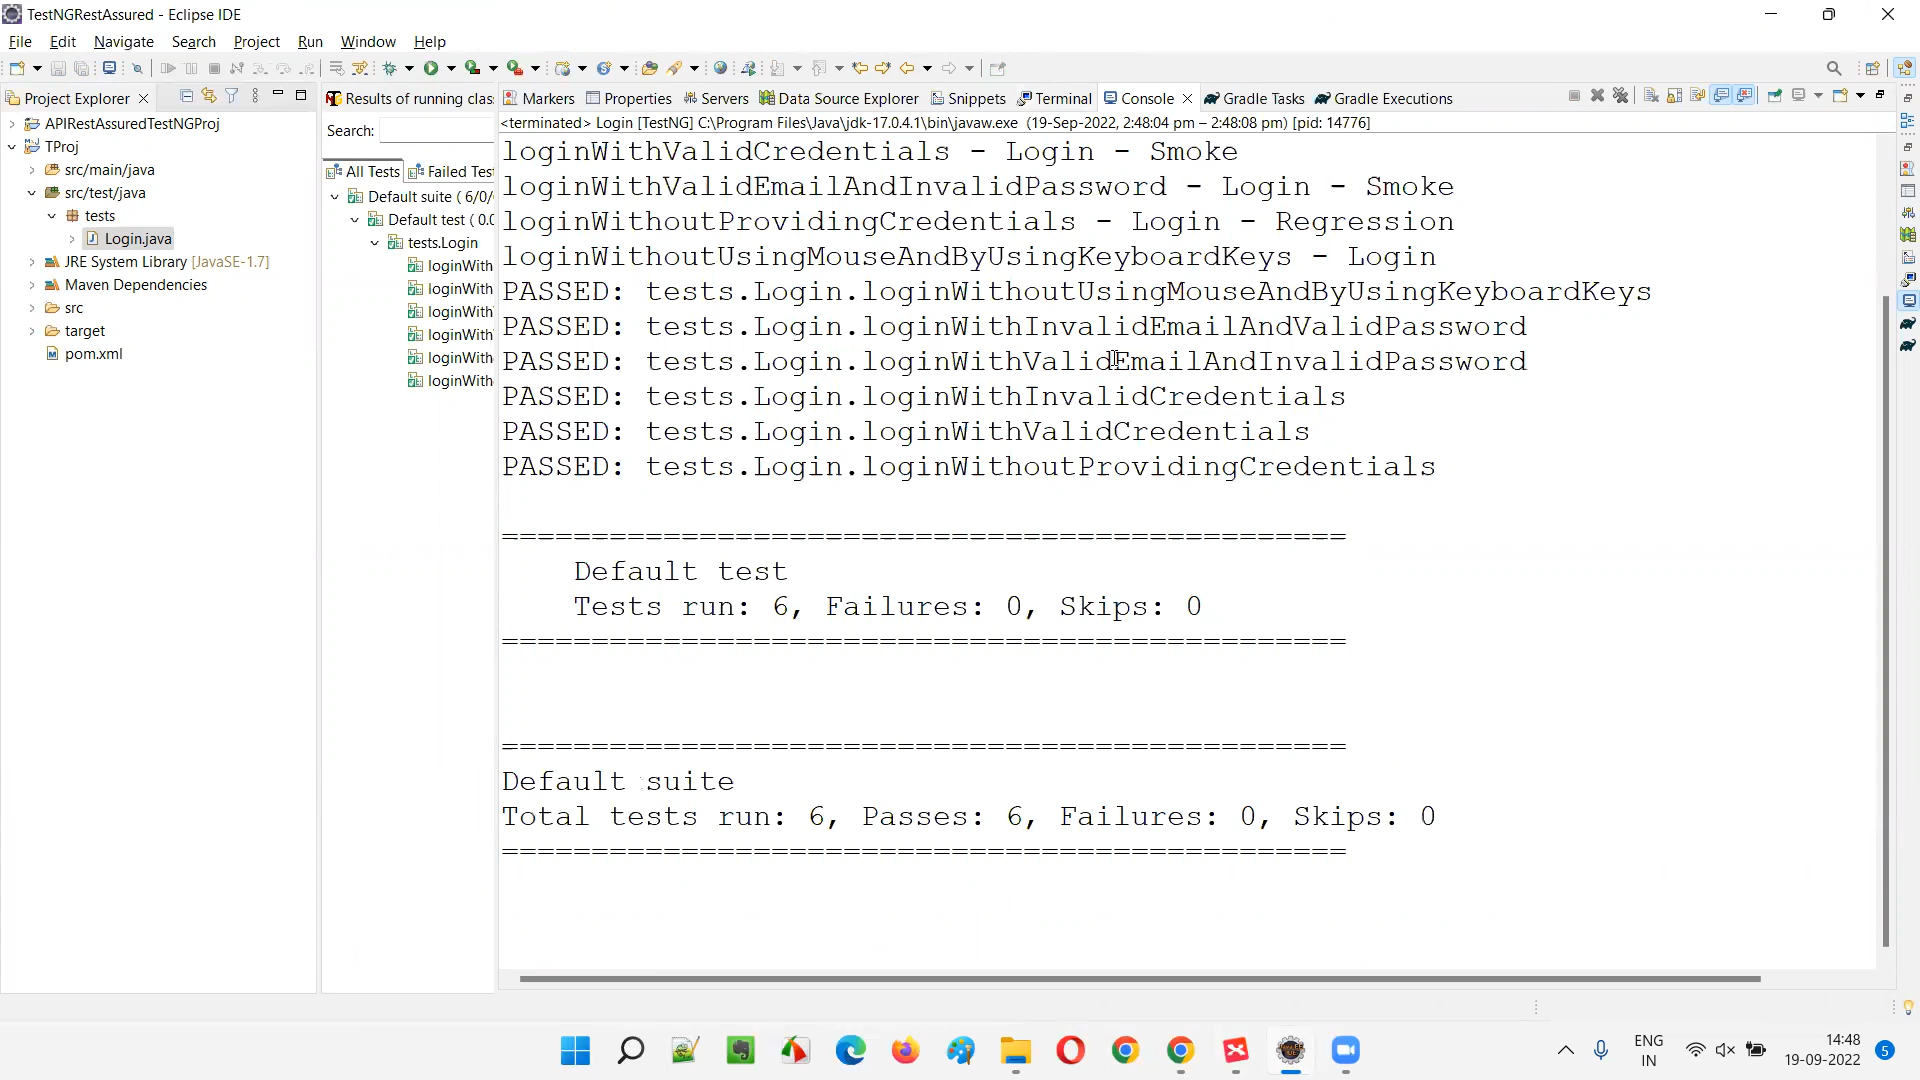 TestNGRestAssured - Eclipse IDE
File Edit Navigate Search Project Run Window Help
Project Explorer
APIRestAssuredTestNGProj
TProj
src/main/java
src/test/java
tests
Login.java
JRE System Library [JavaSE-1.7]
Maven Dependencies
src
target
pom.xml
Results of running clas
Search:
All Tests Failed Test
Default suite ( 6/0/
Default test ( 0.0
tests.Login
loginWith
loginWith
loginWith
loginWith
loginWith
loginWith
Markers Properties Servers Data Source Explorer Snippets Terminal Console Gradle Tasks Gradle Executions
<terminated> Login [TestNG] C:\Program Files\Java\jdk-17.0.4.1\bin\javaw.exe (19-Sep-2022, 2:48:04 pm – 2:48:08 pm) [pid: 14776]
loginWithValidCredentials - Login - Smoke
loginWithValidEmailAndInvalidPassword - Login - Smoke
loginWithoutProvidingCredentials - Login - Regression
loginWithoutUsingMouseAndByUsingKeyboardKeys - Login
PASSED: tests.Login.loginWithoutUsingMouseAndByUsingKeyboardKeys
PASSED: tests.Login.loginWithInvalidEmailAndValidPassword
PASSED: tests.Login.loginWithValidEmailAndInvalidPassword
PASSED: tests.Login.loginWithInvalidCredentials
PASSED: tests.Login.loginWithValidCredentials
PASSED: tests.Login.loginWithoutProvidingCredentials
===============================================
Default test
Tests run: 6, Failures: 0, Skips: 0
===============================================
===============================================
Default suite
Total tests run: 6, Passes: 6, Failures: 0, Skips: 0
===============================================
ENG
IN
14:48
19-09-2022
5